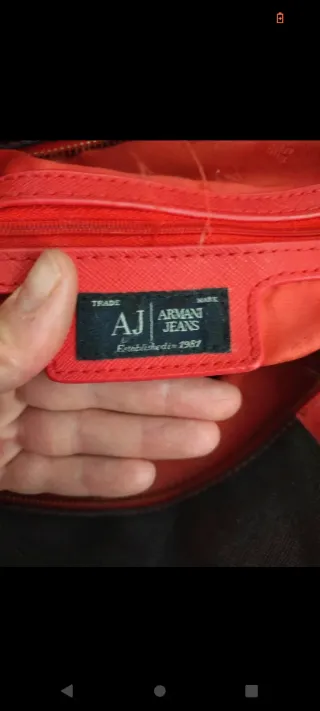 TRADE MARK
AJ ARMANI
JEANS
Established in 1981